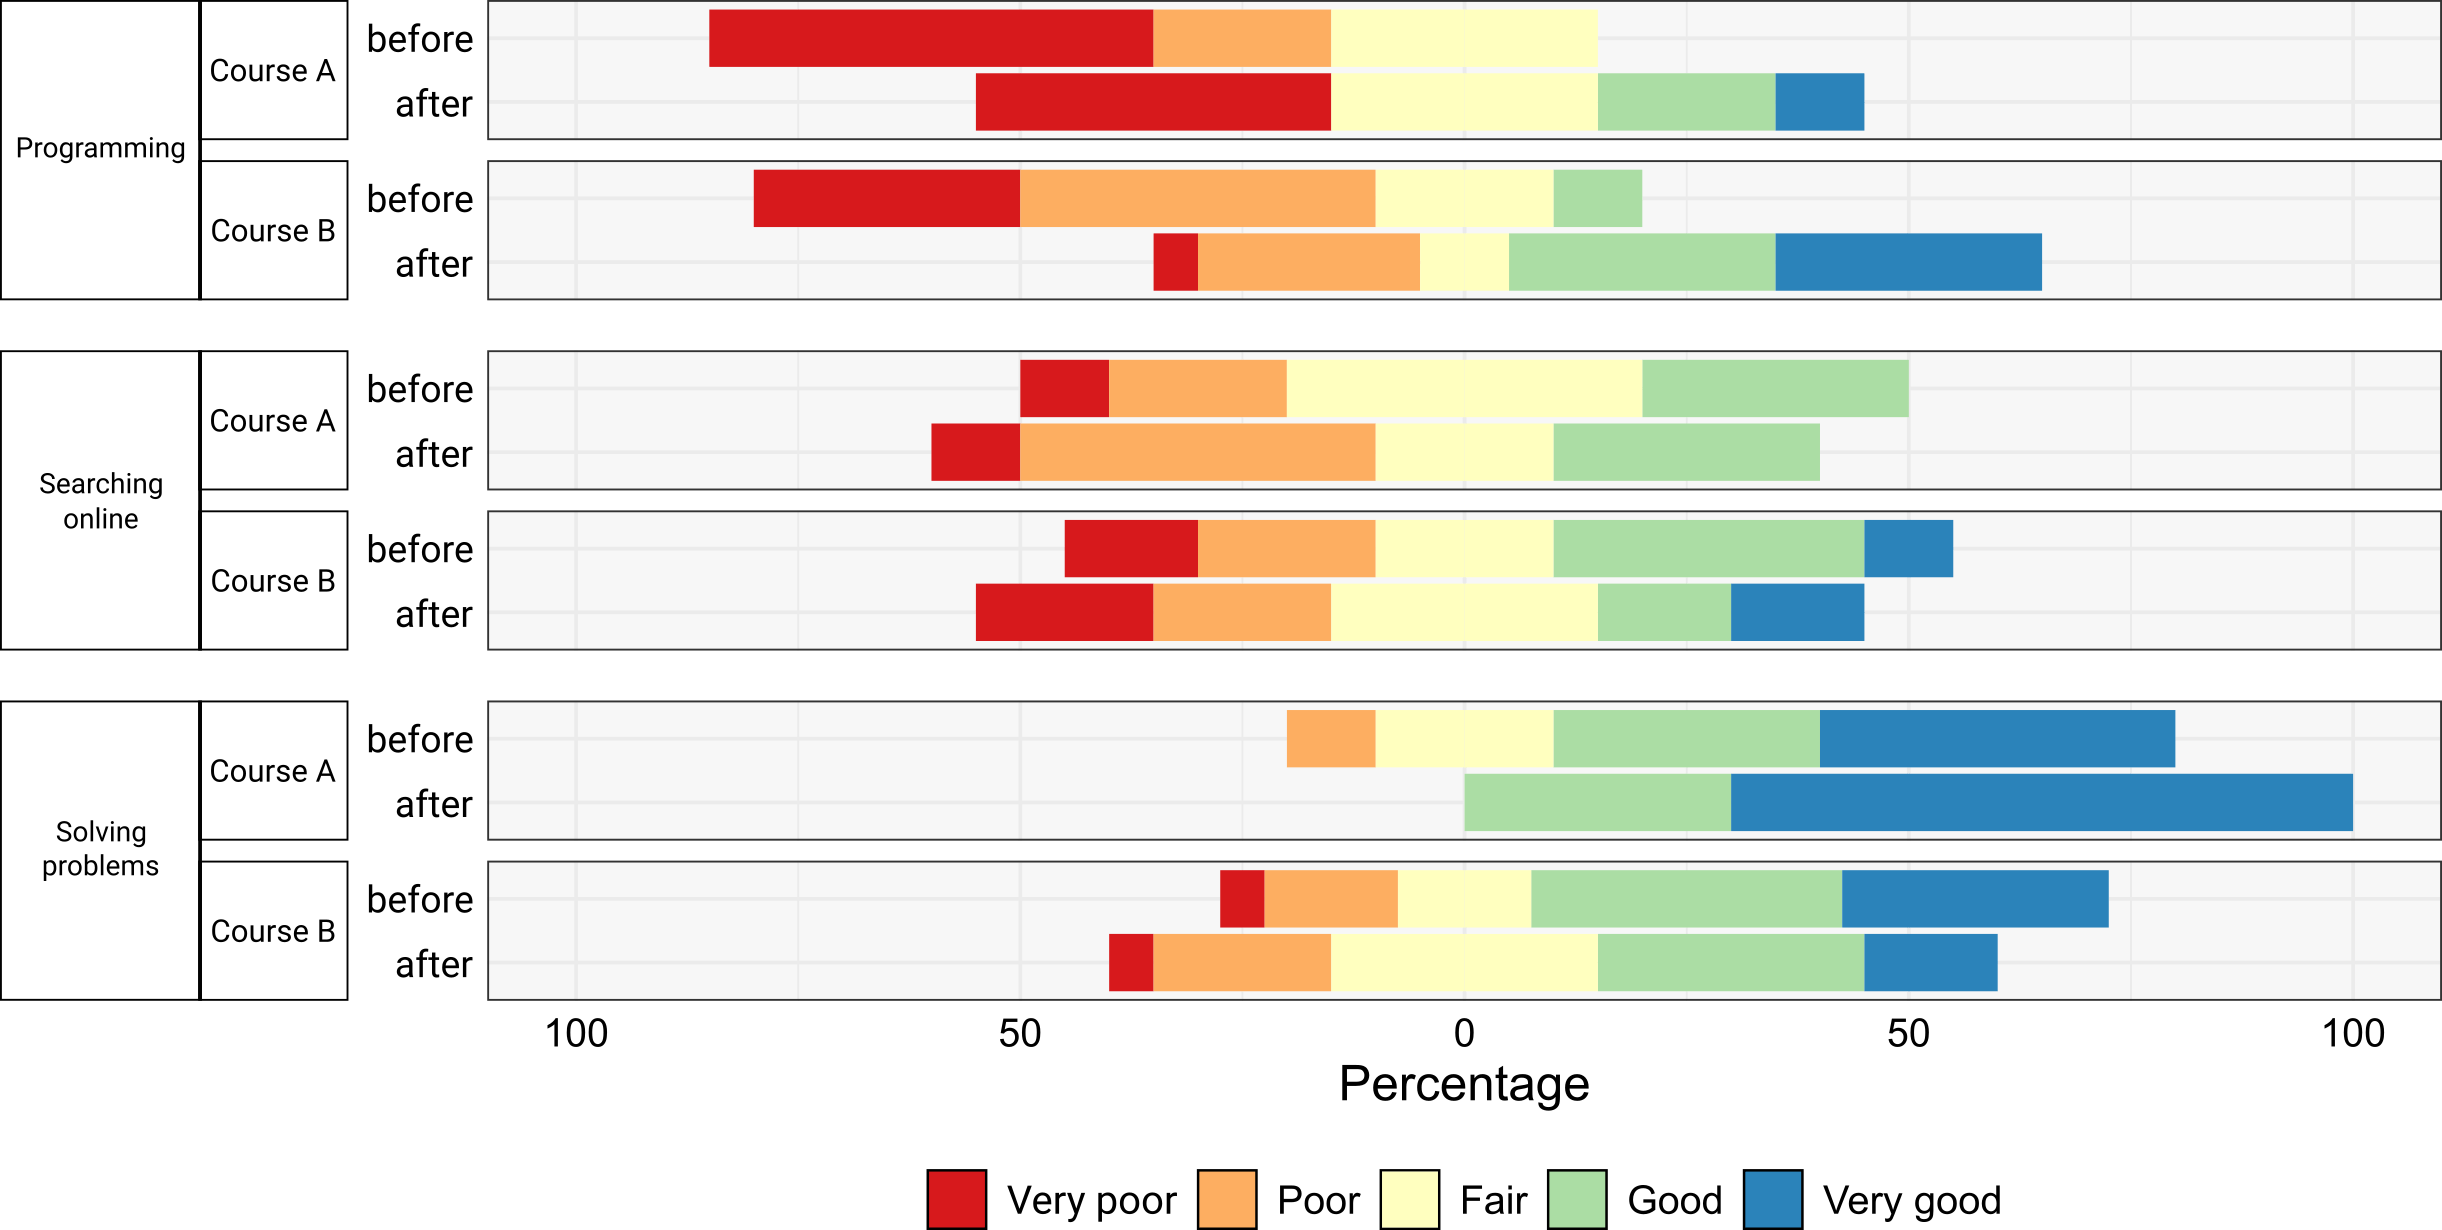 Programming
Course A
before
after
Course B
before
after
Searching
online
Course A
before
after
Course B
before
after
Solving
problems
Course A
before
after
Course B
before
after
100 50 0 50 100
Percentage
Very poor Poor Fair Good Very good